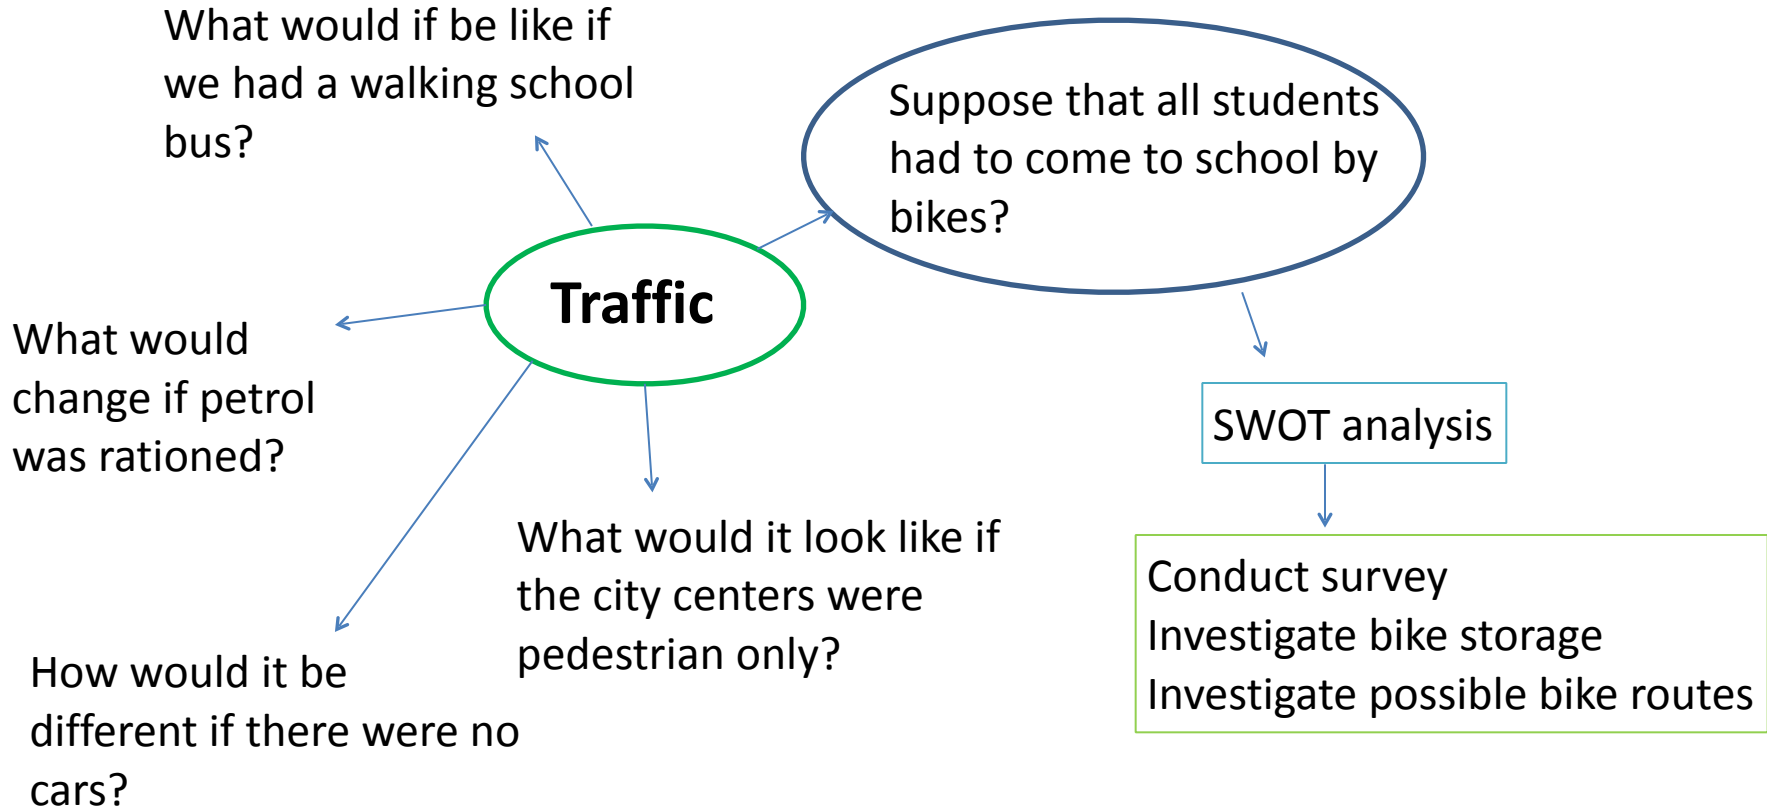 What would if be like if
we had a walking school
bus?
Suppose that all students
had to come to school by
bikes?
Traffic
What would
change if petrol
was rationed?
SWOT analysis
What would it look like if
the city centers were
pedestrian only?
Conduct survey
Investigate bike storage
Investigate possible bike routes
How would it be
different if there were no
cars?